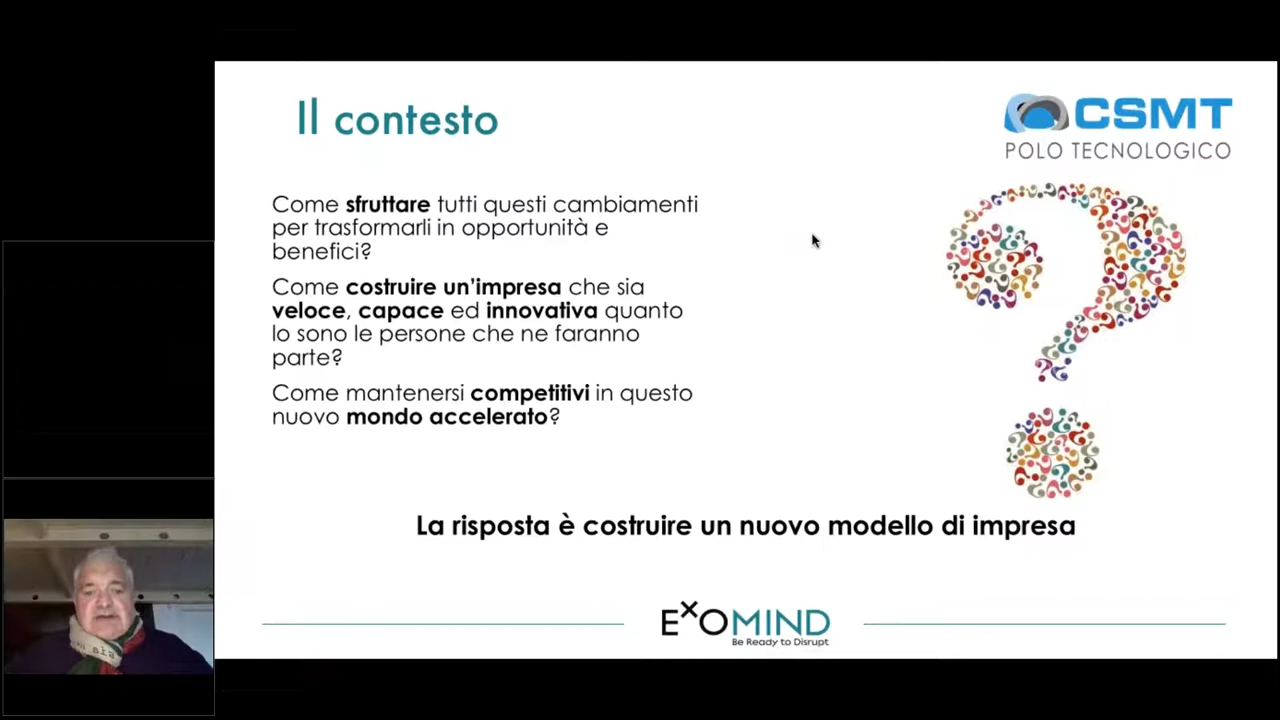 Il contesto
CSMT
POLO TECNOLOGICO
Come sfruttare tutti questi cambiamenti
per trasformarli in opportunità e
benefici?
Come costruire un'impresa che sia
veloce, capace ed innovativa quanto
lo sono le persone che ne faranno
parte?
Come mantenersi competitivi in questo
nuovo mondo accelerato?
La risposta è costruire un nuovo modello di impresa
EXOMIND
Be Ready to Disrupt